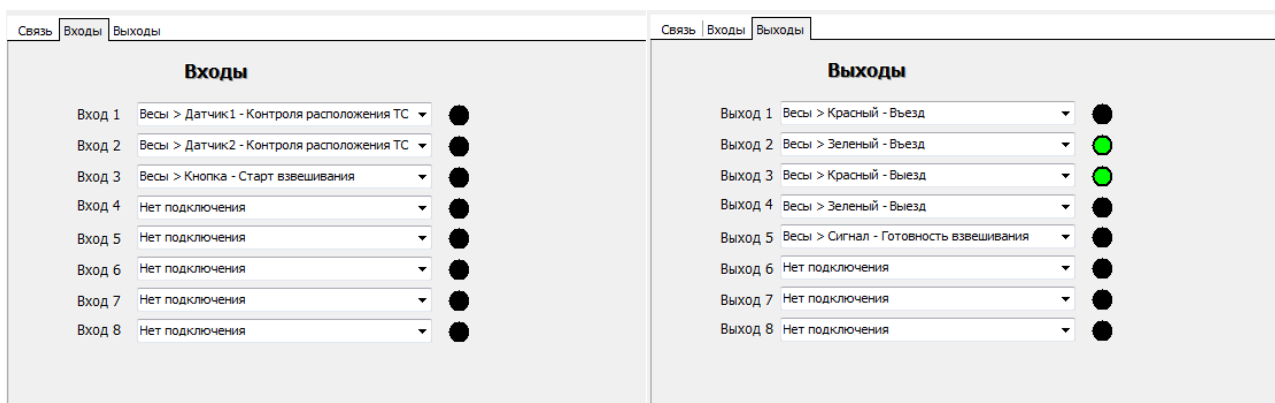 Связь Входы Выходы
Входы
Вход 1 Весы > Датчик1 - Контроля расположения ТС
Вход 2 Весы > Датчик2 - Контроля расположения ТС
Вход 3 Весы > Кнопка - Старт взвешивания
Вход 4 Нет подключения
Вход 5 Нет подключения
Вход 6 Нет подключения
Вход 7 Нет подключения
Вход 8 Нет подключения
Связь Входы Выходы
Выходы
Выход 1 Весы > Красный - Въезд
Выход 2 Весы > Зеленый - Въезд
Выход 3 Весы > Красный - Выезд
Выход 4 Весы > Зеленый - Выезд
Выход 5 Весы > Сигнал - Готовность взвешивания
Выход 6 Нет подключения
Выход 7 Нет подключения
Выход 8 Нет подключения